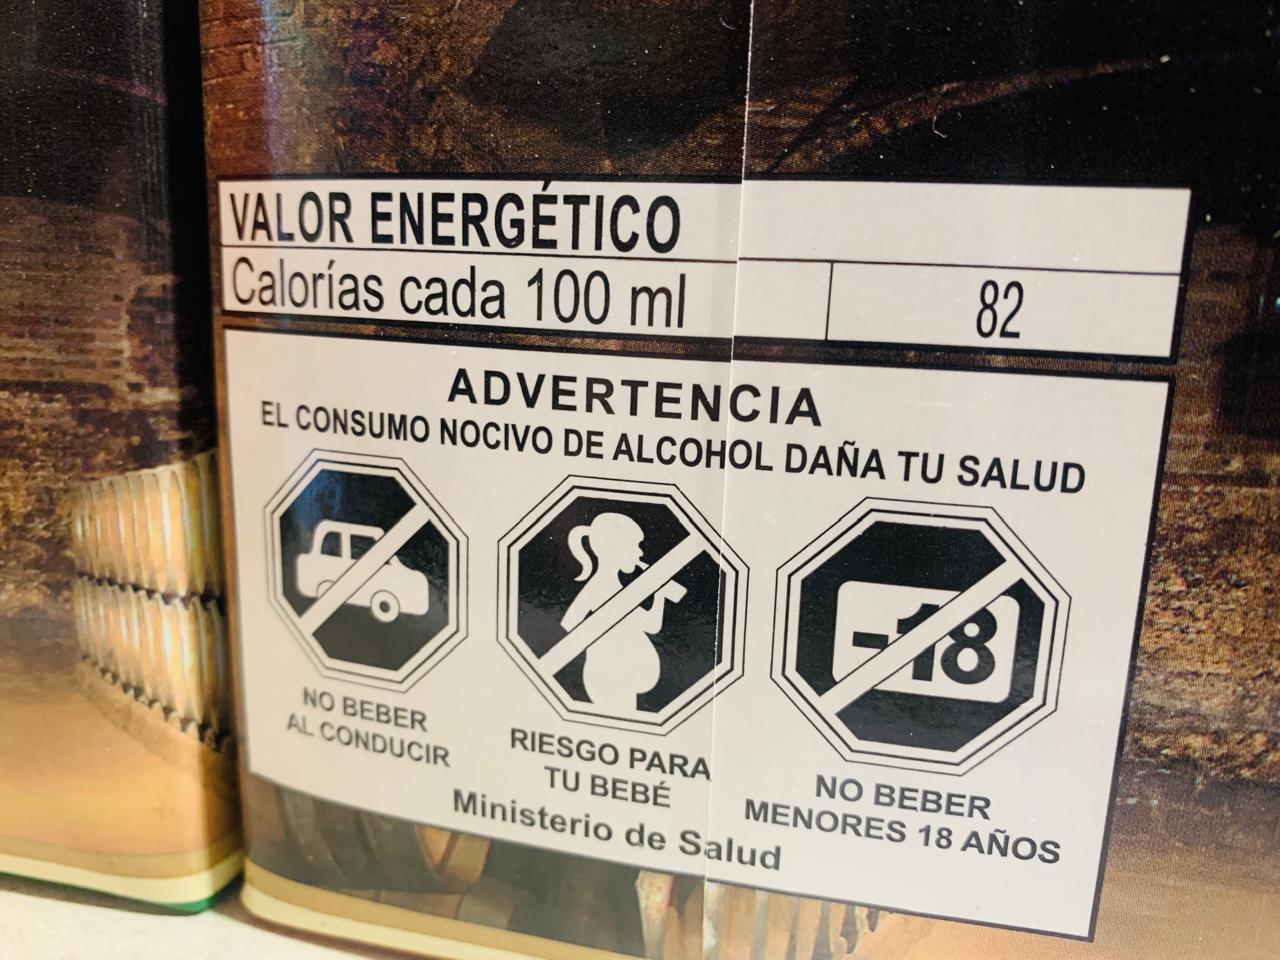 VALOR ENERGÉTICO
Calorías cada 100 ml 82
ADVERTENCIA
EL CONSUMO NOCIVO DE ALCOHOL DAÑA TU SALUD
-18
NO BEBER
AL CONDUCIR
RIESGO PARA
TU BEBÉ
NO BEBER
MENORES 18 AÑOS
Ministerio de Salud